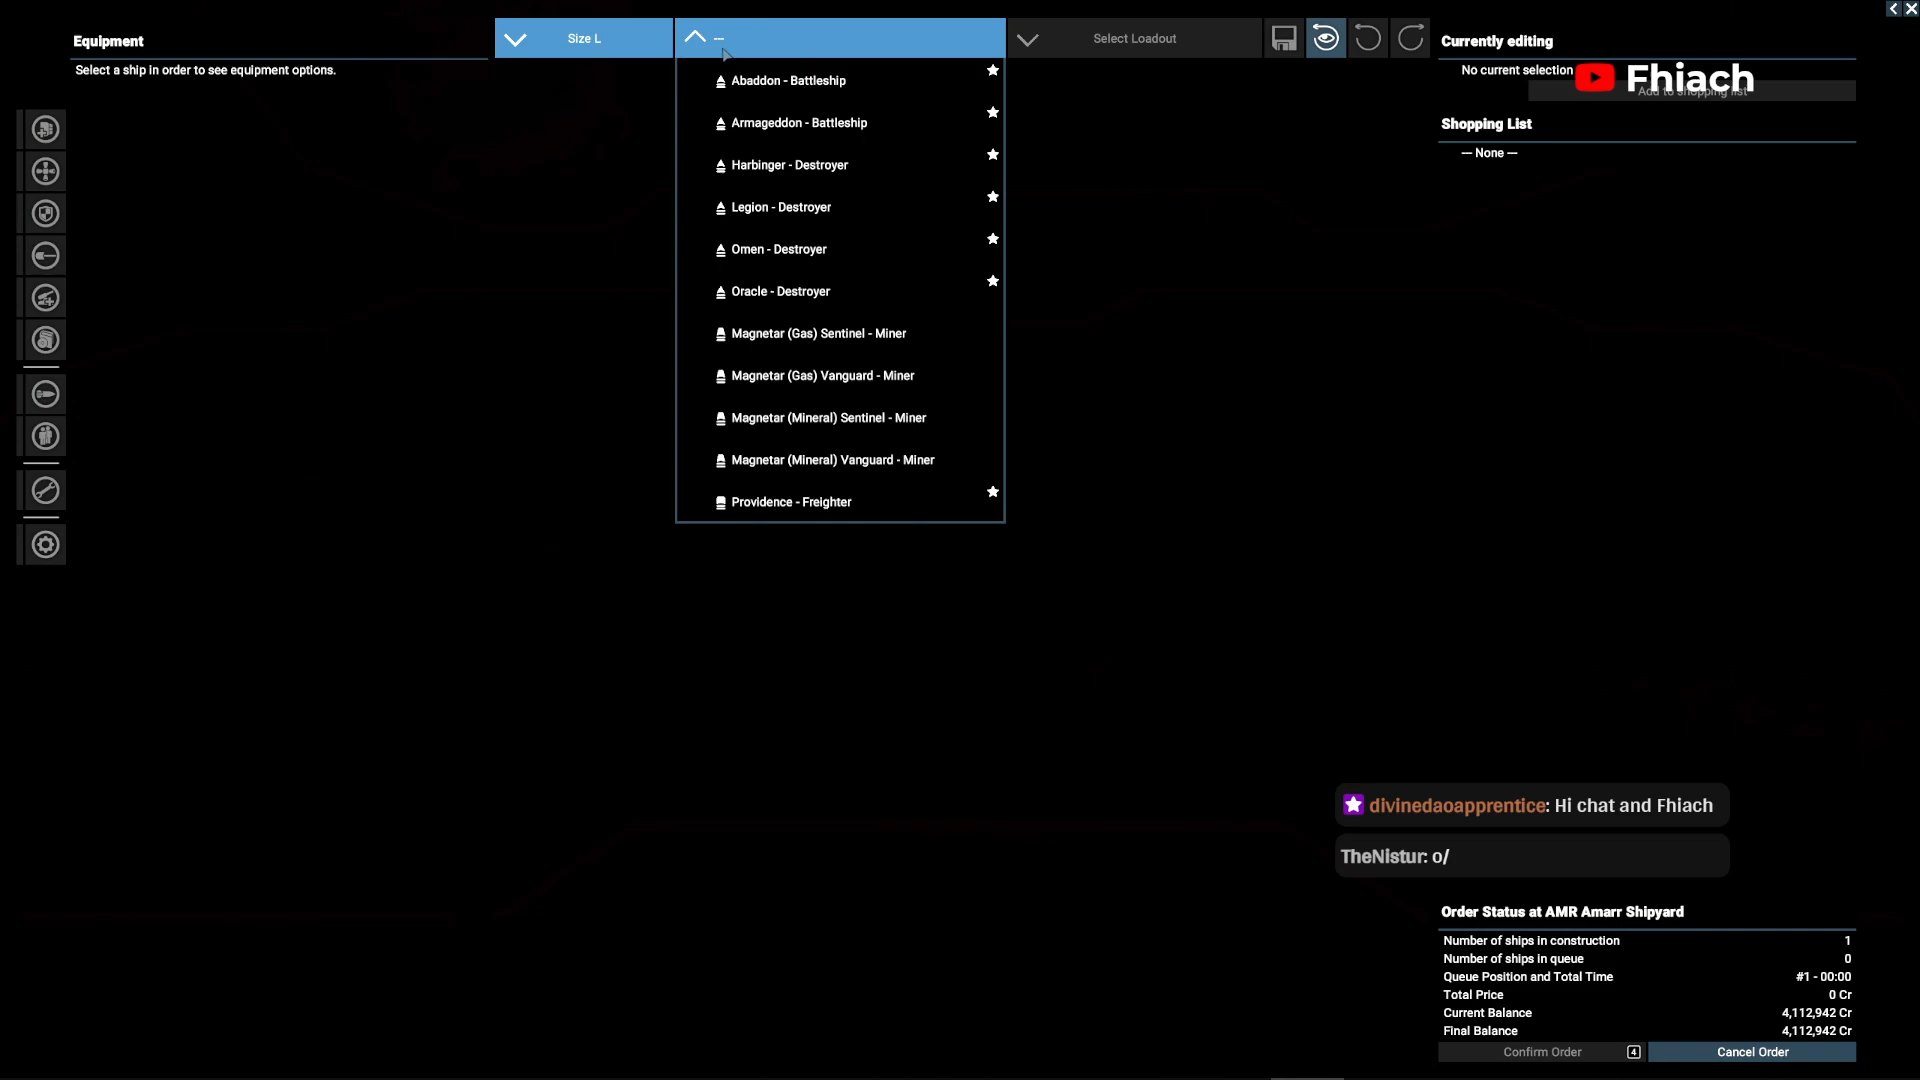 Equipment
Select a ship in order to see equipment options.
Size L
---
Abaddon - Battleship
Armageddon - Battleship
Harbinger - Destroyer
Legion - Destroyer
Omen - Destroyer
Oracle - Destroyer
Magnetar (Gas) Sentinel - Miner
Magnetar (Gas) Vanguard - Miner
Magnetar (Mineral) Sentinel - Miner
Magnetar (Mineral) Vanguard - Miner
Providence - Freighter
Select Loadout
Currently editing
No current selection
Fhiach
Add to shopping list
Shopping List
--- None ---
divinedaoapprentice: Hi chat and Fhiach
TheNistur: o/
Order Status at AMR Amarr Shipyard
Number of ships in construction 1
Number of ships in queue 0
Queue Position and Total Time #1 - 00:00
Total Price 0 Cr
Current Balance 4,112,942 Cr
Final Balance 4,112,942 Cr
Confirm Order 4 Cancel Order